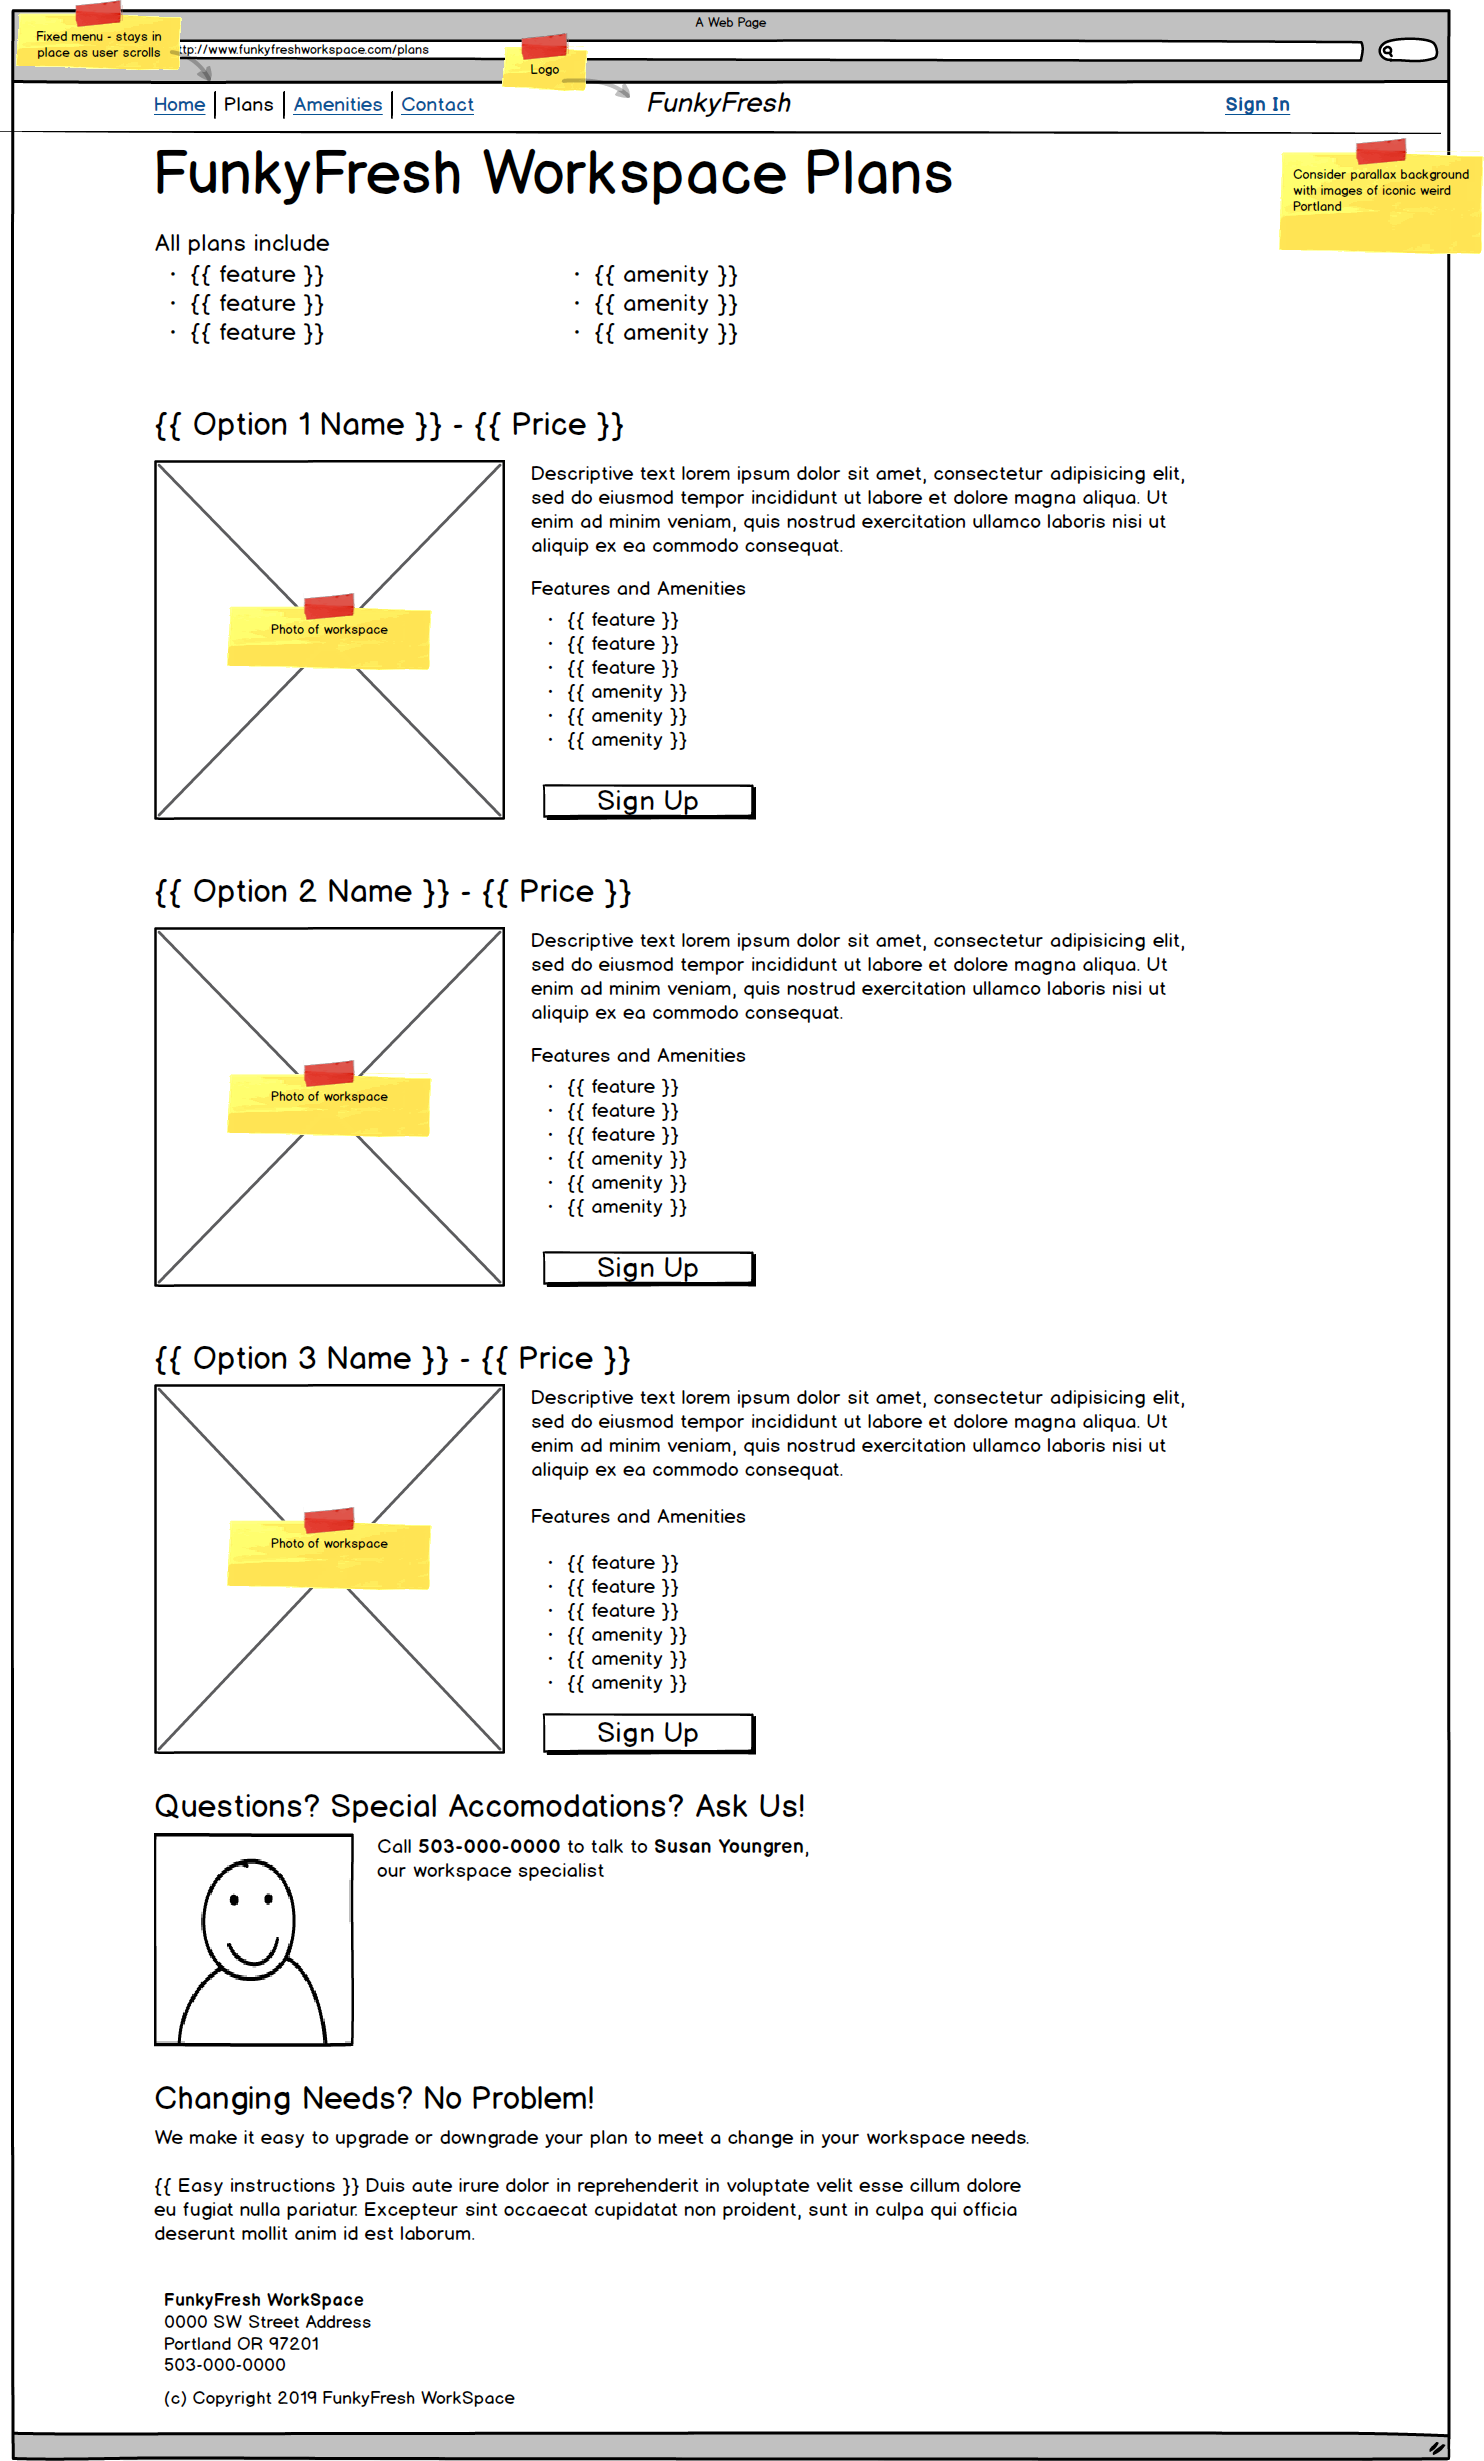 A Web Page
Fixed menu - stays in
place as user scrolls
tp://www.funkyfreshworkspace.com/plans
Logo
Home
Plans
Amenities
Contact
FunkyFresh
Sign In
FunkyFresh Workspace Plans
Consider parallax background
with images of iconic weird
Portland
All plans include
• {{ feature }}
• {{ feature }}
• {{ feature }}
• {{ amenity }}
• {{ amenity }}
• {{ amenity }}
{{ Option 1 Name }} - {{ Price }}
Photo of workspace
Descriptive text lorem ipsum dolor sit amet, consectetur adipisicing elit,
sed do eiusmod tempor incididunt ut labore et dolore magna aliqua. Ut
enim ad minim veniam, quis nostrud exercitation ullamco laboris nisi ut
aliquip ex ea commodo consequat.
Features and Amenities
• {{ feature }}
• {{ feature }}
• {{ feature }}
• {{ amenity }}
• {{ amenity }}
• {{ amenity }}
Sign Up
{{ Option 2 Name }} - {{ Price }}
Photo of workspace
Descriptive text lorem ipsum dolor sit amet, consectetur adipisicing elit,
sed do eiusmod tempor incididunt ut labore et dolore magna aliqua. Ut
enim ad minim veniam, quis nostrud exercitation ullamco laboris nisi ut
aliquip ex ea commodo consequat.
Features and Amenities
• {{ feature }}
• {{ feature }}
• {{ feature }}
• {{ amenity }}
• {{ amenity }}
• {{ amenity }}
Sign Up
{{ Option 3 Name }} - {{ Price }}
Photo of workspace
Descriptive text lorem ipsum dolor sit amet, consectetur adipisicing elit,
sed do eiusmod tempor incididunt ut labore et dolore magna aliqua. Ut
enim ad minim veniam, quis nostrud exercitation ullamco laboris nisi ut
aliquip ex ea commodo consequat.
Features and Amenities
• {{ feature }}
• {{ feature }}
• {{ feature }}
• {{ amenity }}
• {{ amenity }}
• {{ amenity }}
Sign Up
Questions? Special Accomodations? Ask Us!
Call 503-000-0000 to talk to Susan Youngren,
our workspace specialist
Changing Needs? No Problem!
We make it easy to upgrade or downgrade your plan to meet a change in your workspace needs.
{{ Easy instructions }} Duis aute irure dolor in reprehenderit in voluptate velit esse cillum dolore
eu fugiat nulla pariatur. Excepteur sint occaecat cupidatat non proident, sunt in culpa qui officia
deserunt mollit anim id est laborum.
FunkyFresh WorkSpace
0000 SW Street Address
Portland OR 97201
503-000-0000
(c) Copyright 2019 FunkyFresh WorkSpace